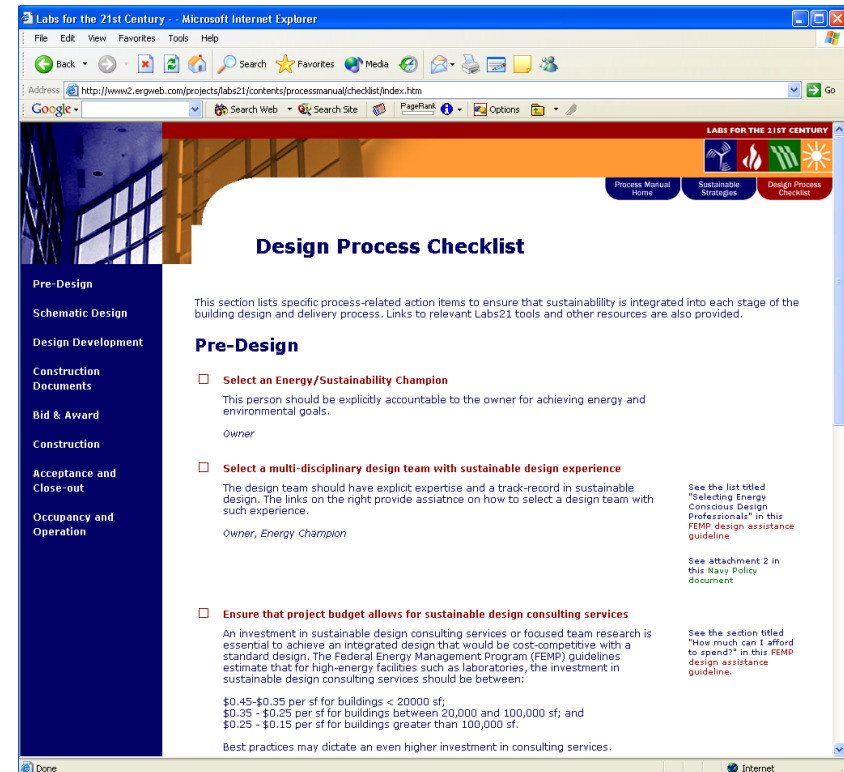 Labs for the 21st Century - - Microsoft Internet Explorer
File Edit View Favorites Tools Help
Back Search Favorites Media
Address http://www2.ergweb.com/projects/labs21/contents/processmanual/checklist/index.htm Go
Google Search Web Search Site PageRank Options
LABS FOR THE 21ST CENTURY
Process Manual Home
Sustainable Strategies
Design Process Checklist
Design Process Checklist
Pre-Design
Schematic Design
Design Development
Construction
Documents
Bid & Award
Construction
Acceptance and
Close-out
Occupancy and
Operation
This section lists specific process-related action items to ensure that sustainablility is integrated into each stage of the
building design and delivery process. Links to relevant Labs21 tools and other resources are also provided.
Pre-Design
Select an Energy/Sustainability Champion
This person should be explicitly accountable to the owner for achieving energy and
environmental goals.
Owner
Select a multi-disciplinary design team with sustainable design experience
The design team should have explicit expertise and a track-record in sustainable
design. The links on the right provide assiatnce on how to select a design team with
such experience.
Owner, Energy Champion
See the list titled
"Selecting Energy
Conscious Design
Professionals" in this
FEMP design assistance
guideline
See attachment 2 in
this Navy Policy
document
Ensure that project budget allows for sustainable design consulting services
An investment in sustainable design consulting services or focused team research is
essential to achieve an integrated design that would be cost-competitive with a
standard design. The Federal Energy Management Program (FEMP) guidelines
estimate that for high-energy facilities such as laboratories, the investment in
sustainable design consulting services should be between:
$0.45-$0.35 per sf for buildings < 20000 sf;
$0.35 - $0.25 per sf for buildings between 20,000 and 100,000 sf; and
$0.25 - $0.15 per sf for buildings greater than 100,000 sf.
Best practices may dictate an even higher investment in consulting services.
See the section titled
"How much can I afford
to spend?" in this FEMP
design assistance
guideline.
Done Internet